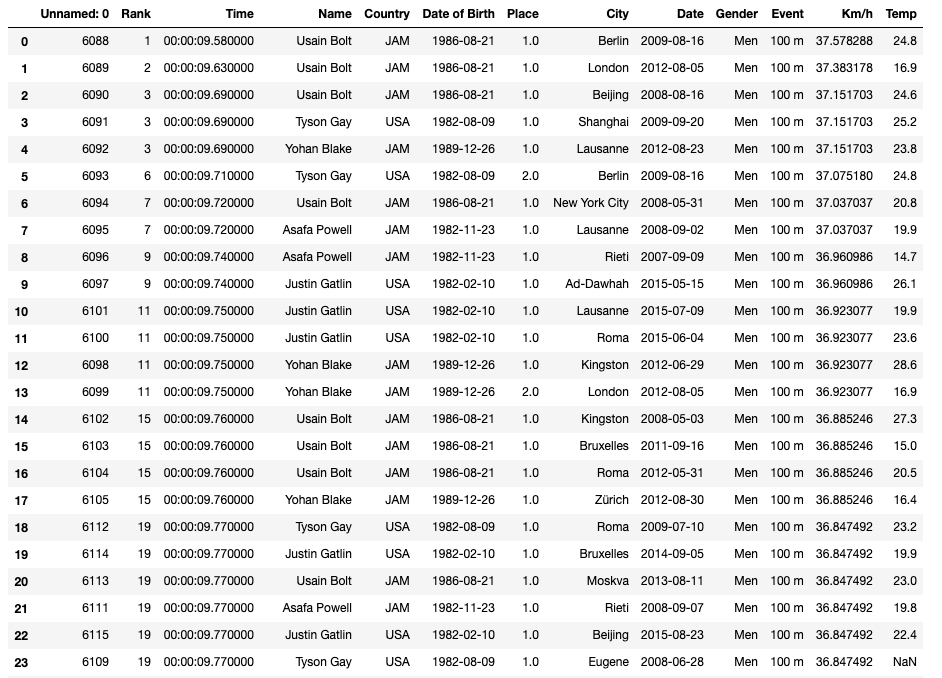 Unnamed: 0 Rank Time Name Country Date of Birth Place City Date Gender Event Km/h Temp
0 6088 1 00:00:09.580000 Usain Bolt JAM 1986-08-21 1.0 Berlin 2009-08-16 Men 100 m 37.578288 24.8
1 6089 2 00:00:09.630000 Usain Bolt JAM 1986-08-21 1.0 London 2012-08-05 Men 100 m 37.383178 16.9
2 6090 3 00:00:09.690000 Usain Bolt JAM 1986-08-21 1.0 Beijing 2008-08-16 Men 100 m 37.151703 24.6
3 6091 3 00:00:09.690000 Tyson Gay USA 1982-08-09 1.0 Shanghai 2009-09-20 Men 100 m 37.151703 25.2
4 6092 3 00:00:09.690000 Yohan Blake JAM 1989-12-26 1.0 Lausanne 2012-08-23 Men 100 m 37.151703 23.8
5 6093 6 00:00:09.710000 Tyson Gay USA 1982-08-09 2.0 Berlin 2009-08-16 Men 100 m 37.075180 24.8
6 6094 7 00:00:09.720000 Usain Bolt JAM 1986-08-21 1.0 New York City 2008-05-31 Men 100 m 37.037037 20.8
7 6095 7 00:00:09.720000 Asafa Powell JAM 1982-11-23 1.0 Lausanne 2008-09-02 Men 100 m 37.037037 19.9
8 6096 9 00:00:09.740000 Asafa Powell JAM 1982-11-23 1.0 Rieti 2007-09-09 Men 100 m 36.960986 14.7
9 6097 9 00:00:09.740000 Justin Gatlin USA 1982-02-10 1.0 Ad-Dawhah 2015-05-15 Men 100 m 36.960986 26.1
10 6101 11 00:00:09.750000 Justin Gatlin USA 1982-02-10 1.0 Lausanne 2015-07-09 Men 100 m 36.923077 19.9
11 6100 11 00:00:09.750000 Justin Gatlin USA 1982-02-10 1.0 Roma 2015-06-04 Men 100 m 36.923077 23.6
12 6098 11 00:00:09.750000 Yohan Blake JAM 1989-12-26 1.0 Kingston 2012-06-29 Men 100 m 36.923077 28.6
13 6099 11 00:00:09.750000 Yohan Blake JAM 1989-12-26 2.0 London 2012-08-05 Men 100 m 36.923077 16.9
14 6102 15 00:00:09.760000 Usain Bolt JAM 1986-08-21 1.0 Kingston 2008-05-03 Men 100 m 36.885246 27.3
15 6103 15 00:00:09.760000 Usain Bolt JAM 1986-08-21 1.0 Bruxelles 2011-09-16 Men 100 m 36.885246 15.0
16 6104 15 00:00:09.760000 Usain Bolt JAM 1986-08-21 1.0 Roma 2012-05-31 Men 100 m 36.885246 20.5
17 6105 15 00:00:09.760000 Yohan Blake JAM 1989-12-26 1.0 Zürich 2012-08-30 Men 100 m 36.885246 16.4
18 6112 19 00:00:09.770000 Tyson Gay USA 1982-08-09 1.0 Roma 2009-07-10 Men 100 m 36.847492 23.2
19 6114 19 00:00:09.770000 Justin Gatlin USA 1982-02-10 1.0 Bruxelles 2014-09-05 Men 100 m 36.847492 19.9
20 6113 19 00:00:09.770000 Usain Bolt JAM 1986-08-21 1.0 Moskva 2013-08-11 Men 100 m 36.847492 23.0
21 6111 19 00:00:09.770000 Asafa Powell JAM 1982-11-23 1.0 Rieti 2008-09-07 Men 100 m 36.847492 19.8
22 6115 19 00:00:09.770000 Justin Gatlin USA 1982-02-10 1.0 Beijing 2015-08-23 Men 100 m 36.847492 22.4
23 6109 19 00:00:09.770000 Tyson Gay USA 1982-08-09 1.0 Eugene 2008-06-28 Men 100 m 36.847492 NaN